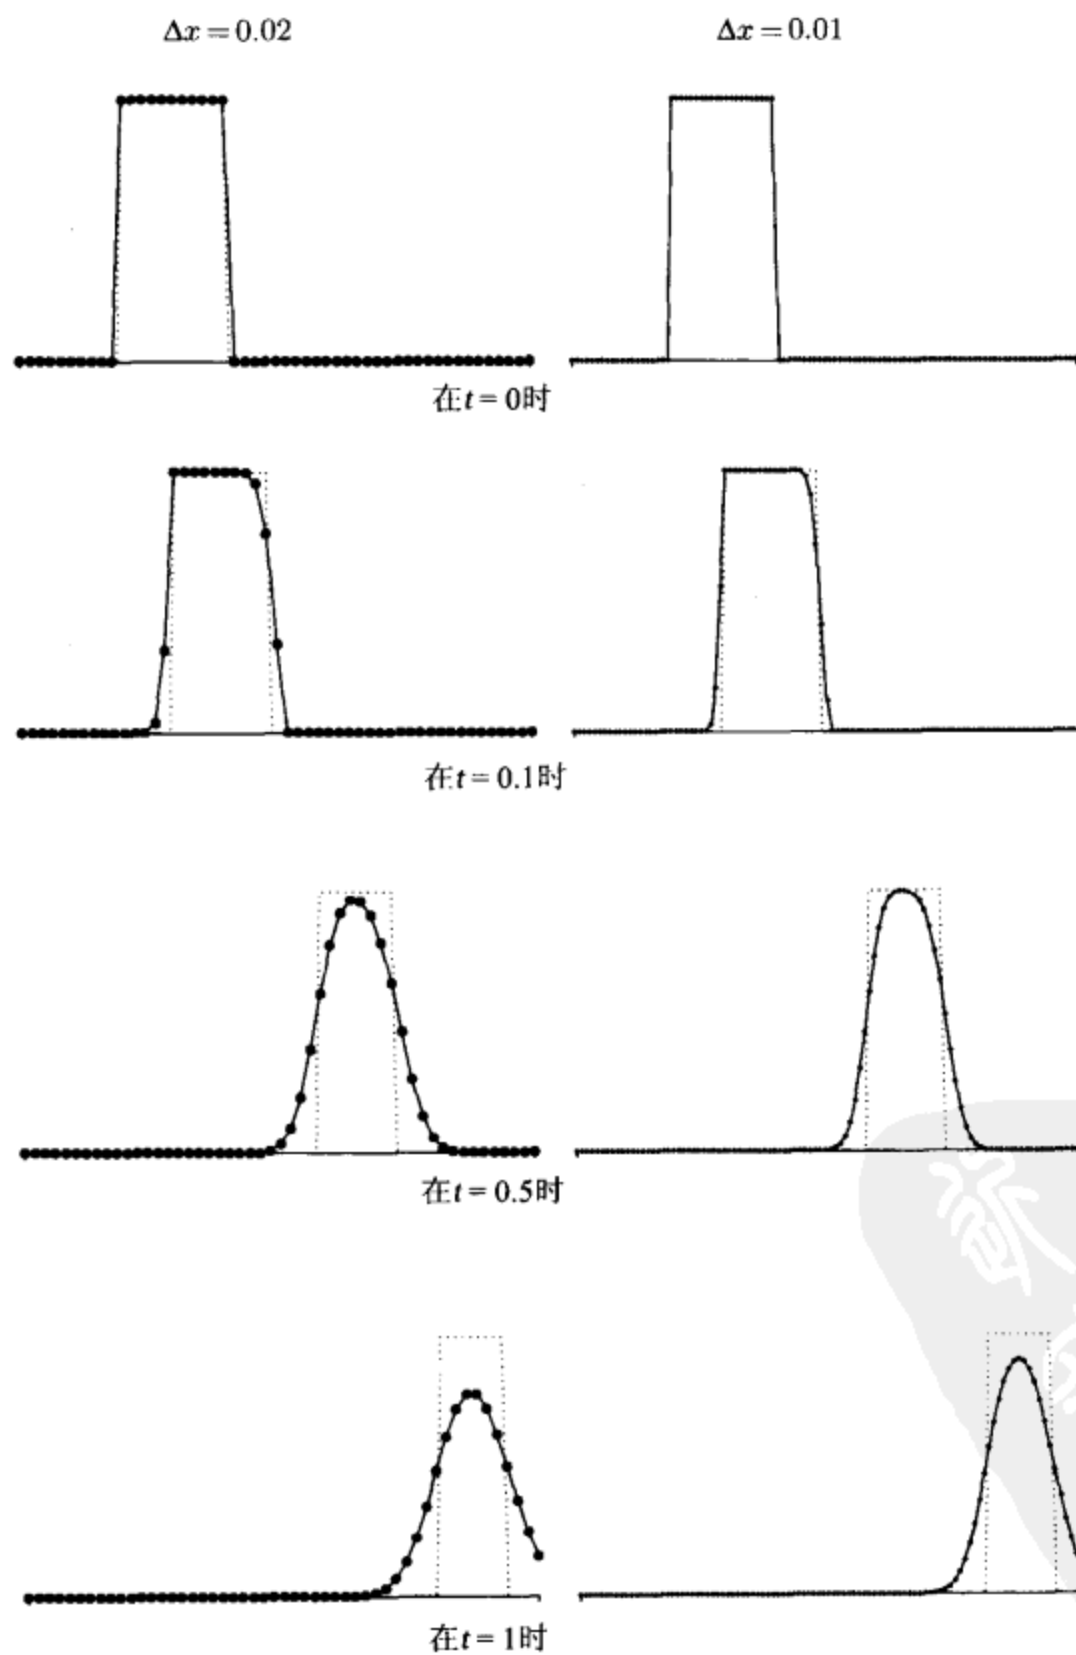 Δx = 0.02
Δx = 0.01
在t = 0时
在t = 0.1时
在t = 0.5时
在t = 1时